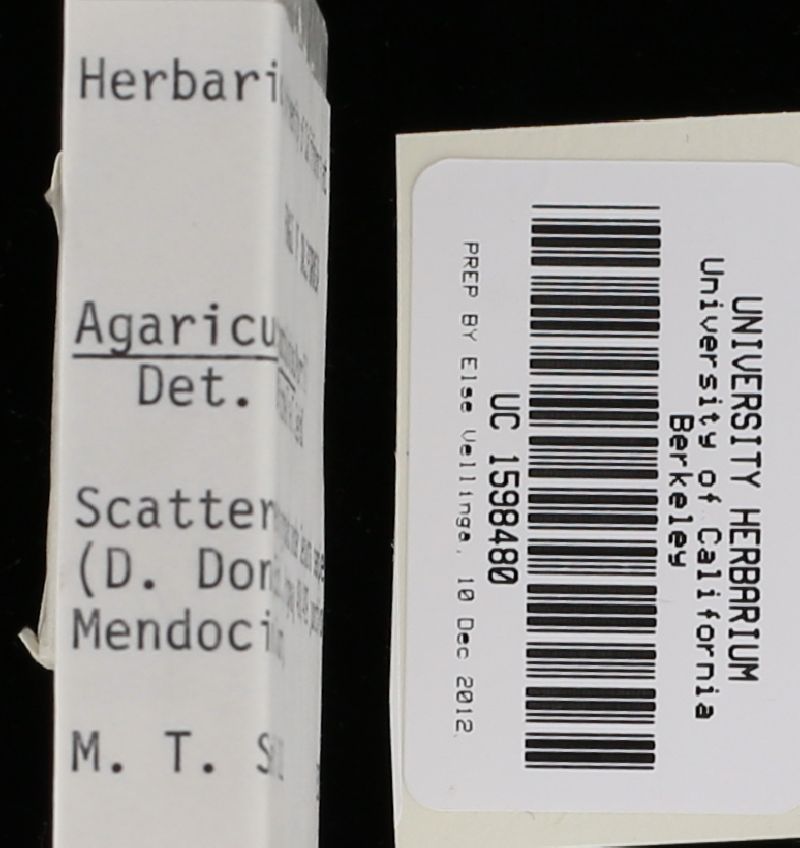 Herbari
Agaricu
Det.
Scatter
(D. Don
Mendoci
M. T. S
UNIVERSITY HERBARIUM
University of California
Berkeley
UC 1598480
PREP BY Else Vellinga, 10 Dec 2012.